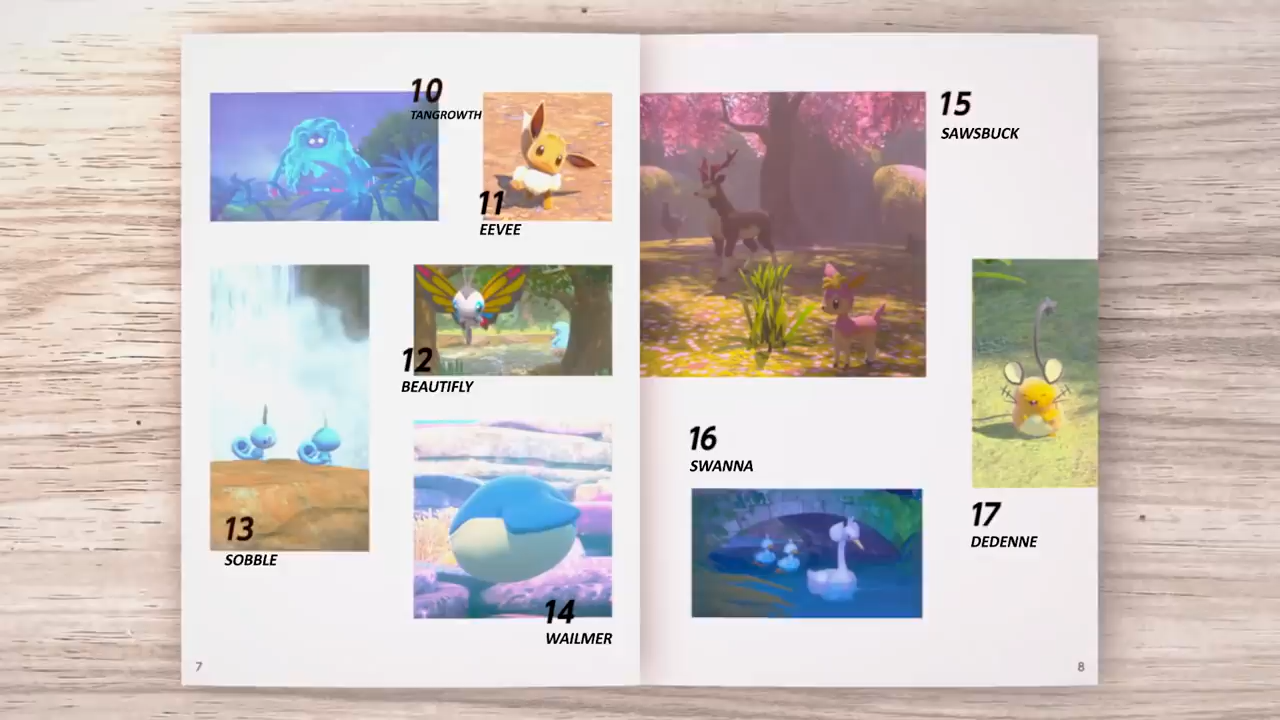 10
TANGROWTH
11
EEVEE
12
BEAUTIFLY
13
SOBBLE
14
WAILMER
7
15
SAWSBUCK
16
SWANNA
17
DEDENNE
8